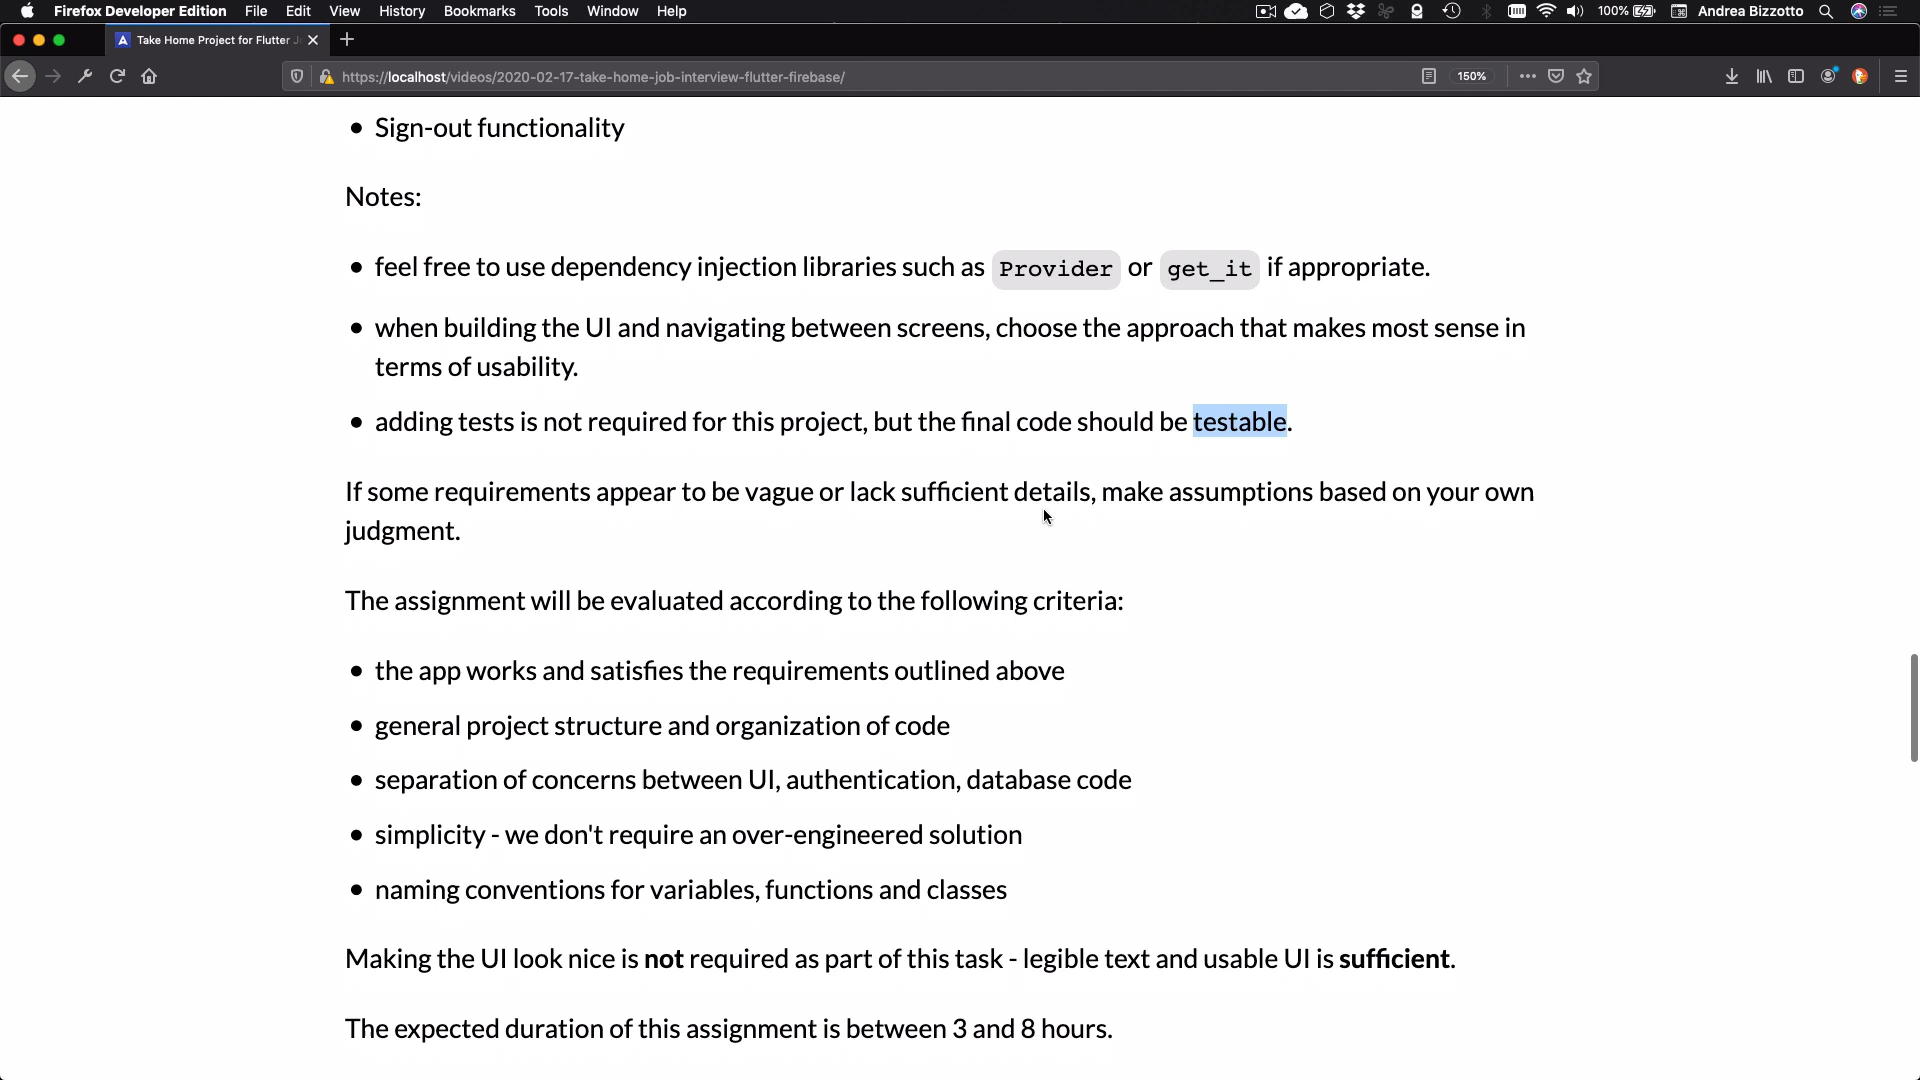 Firefox Developer Edition File Edit View History Bookmarks Tools Window Help 100% Andrea Bizzotto
Take Home Project for Flutter J
https://localhost/videos/2020-02-17-take-home-job-interview-flutter-firebase/ 150%
• Sign-out functionality
Notes:
• feel free to use dependency injection libraries such as Provider or get_it if appropriate.
• when building the UI and navigating between screens, choose the approach that makes most sense in
terms of usability.
• adding tests is not required for this project, but the final code should be testable.
If some requirements appear to be vague or lack sufficient details, make assumptions based on your own
judgment.
The assignment will be evaluated according to the following criteria:
• the app works and satisfies the requirements outlined above
• general project structure and organization of code
• separation of concerns between UI, authentication, database code
• simplicity - we don't require an over-engineered solution
• naming conventions for variables, functions and classes
Making the UI look nice is not required as part of this task - legible text and usable UI is sufficient.
The expected duration of this assignment is between 3 and 8 hours.